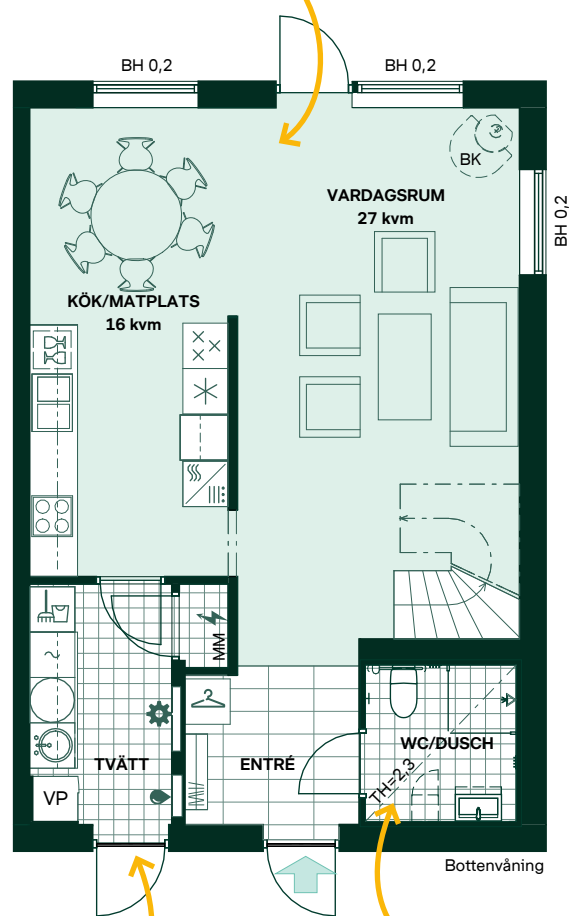 BH 0,2
BH 0,2
BK
VARDAGSRUM
27 kvm
BH 0,2
KÖK/MATPLATS
16 kvm
MM
TVÄTT
ENTRÉ
WC/DUSCH
TH=2,3
VP
Bottenvåning